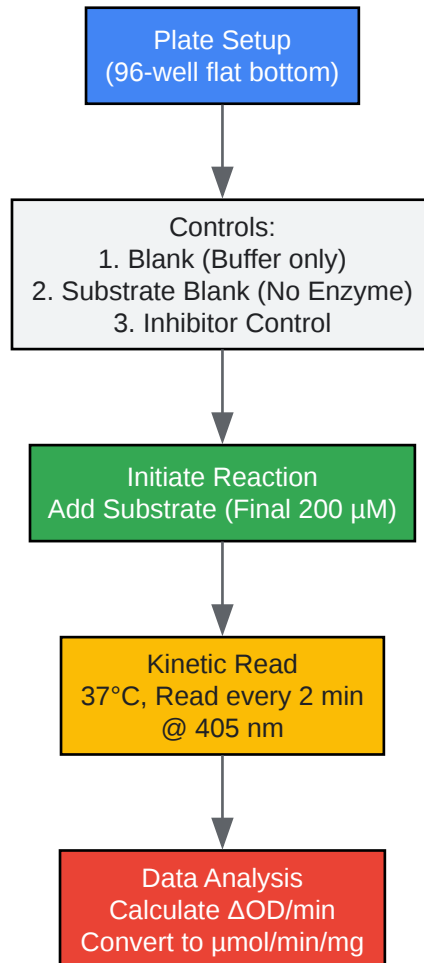 Plate Setup
(96-well flat bottom)
Controls:
1. Blank (Buffer only)
2. Substrate Blank (No Enzyme)
3. Inhibitor Control
Initiate Reaction
Add Substrate (Final 200 µM)
Kinetic Read
37°C, Read every 2 min
@ 405 nm
Data Analysis
Calculate ΔOD/min
Convert to µmol/min/mg